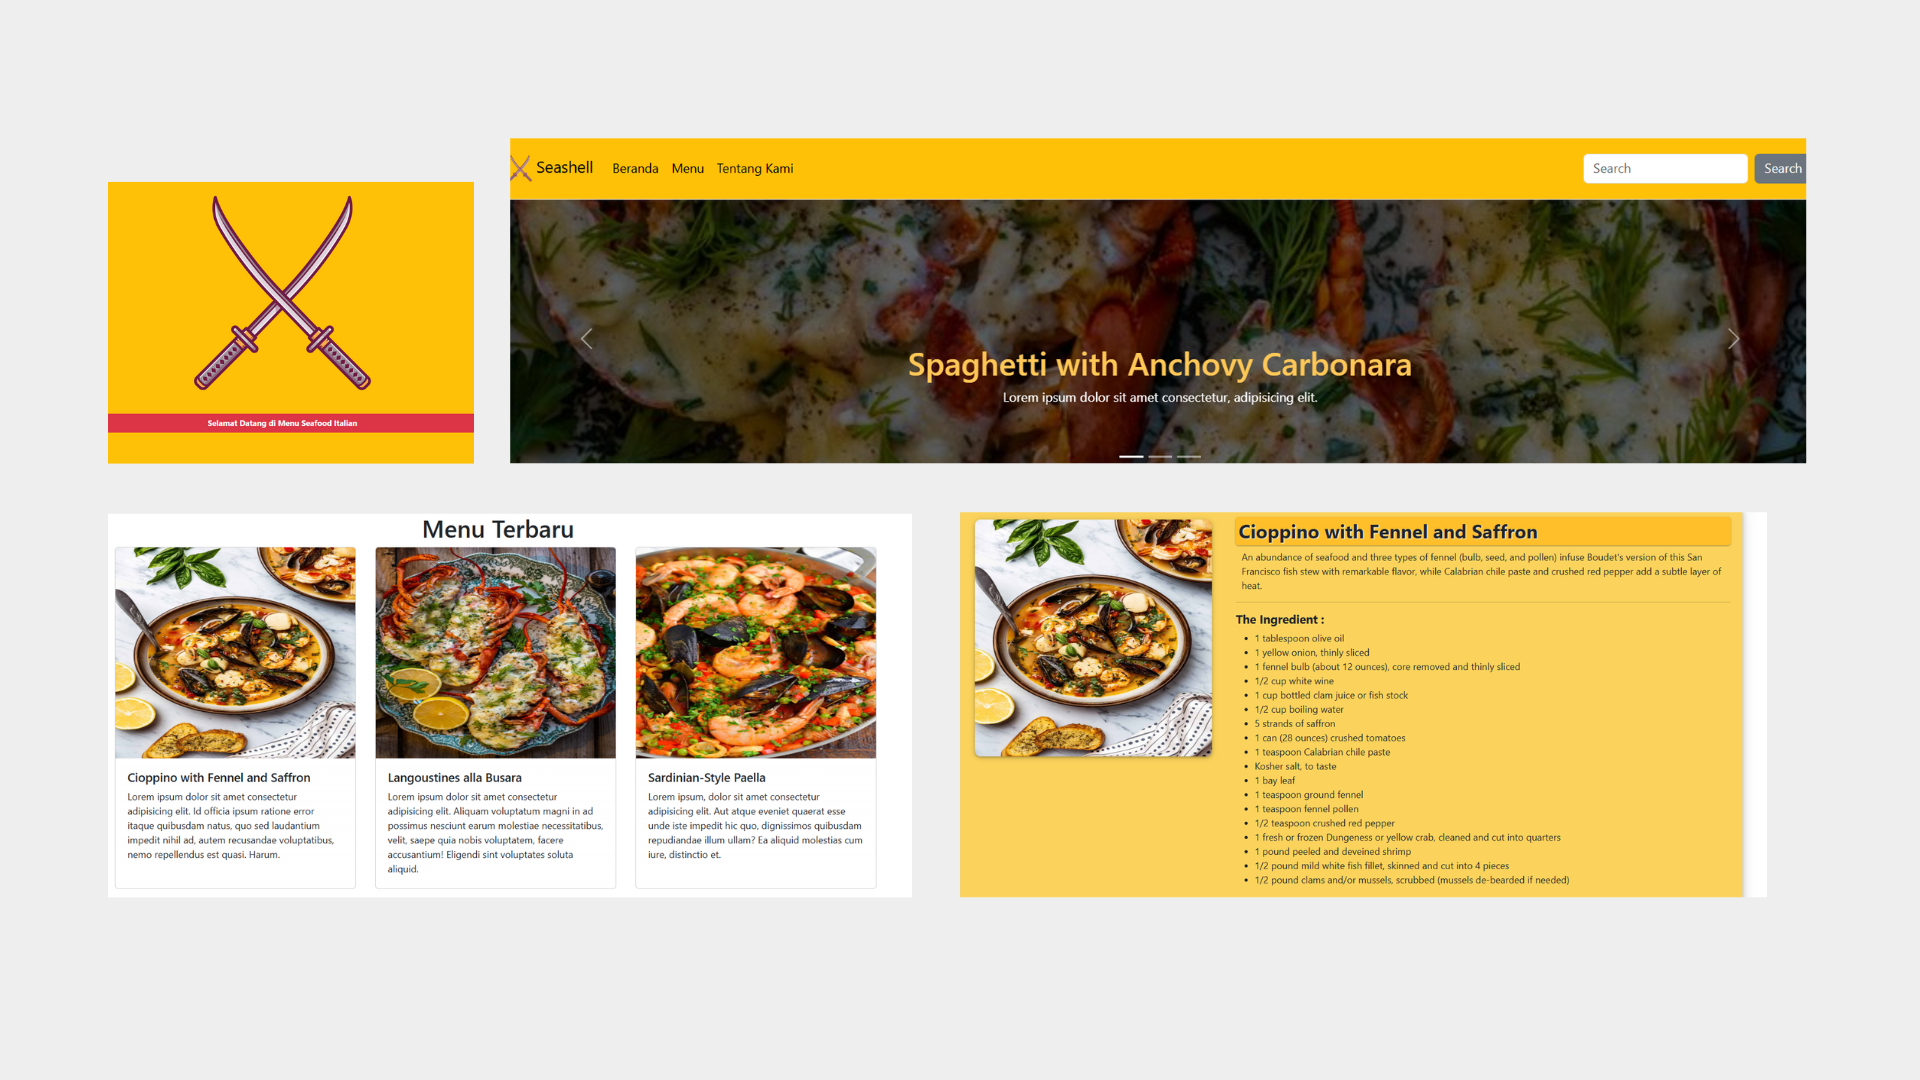 Selamat Datang di Menu Seafood Italian
Seashell Beranda Menu Tentang Kami Search Search
Spaghetti with Anchovy Carbonara
Lorem ipsum dolor sit amet consectetur, adipisicing elit.
Menu Terbaru
Cioppino with Fennel and Saffron
Lorem ipsum dolor sit amet consectetur
adipisicing elit. Id officia ipsum ratione error
itaque quibusdam natus, quo sed laudantium
impedit nihil ad, autem recusandae voluptatibus,
nemo repellendus est quasi. Harum.
Langoustines alla Busara
Lorem ipsum dolor sit amet consectetur
adipisicing elit. Aliquam voluptatum magni in ad
possimus nesciunt earum molestiae necessitatibus,
velit, saepe quia nobis voluptatem, facere
accusantium! Eligendi sint voluptates soluta
aliquid.
Sardinian-Style Paella
Lorem ipsum, dolor sit amet consectetur
adipisicing elit. Aut atque eveniet quaerat esse
unde iste impedit hic quo, dignissimos quibusdam
repudiandae illum ullam? Ea aliquid molestias cum
iure, distinctio et.
Cioppino with Fennel and Saffron
An abundance of seafood and three types of fennel (bulb, seed, and pollen) infuse Boudet's version of this San
Francisco fish stew with remarkable flavor, while Calabrian chile paste and crushed red pepper add a subtle layer of
heat.
The Ingredient :
• 1 tablespoon olive oil
• 1 yellow onion, thinly sliced
• 1 fennel bulb (about 12 ounces), core removed and thinly sliced
• 1/2 cup white wine
• 1 cup bottled clam juice or fish stock
• 1/2 cup boiling water
• 5 strands of saffron
• 1 can (28 ounces) crushed tomatoes
• 1 teaspoon Calabrian chile paste
• Kosher salt, to taste
• 1 bay leaf
• 1 teaspoon ground fennel
• 1 teaspoon fennel pollen
• 1/2 teaspoon crushed red pepper
• 1 fresh or frozen Dungeness or yellow crab, cleaned and cut into quarters
• 1 pound peeled and deveined shrimp
• 1/2 pound mild white fish fillet, skinned and cut into 4 pieces
• 1/2 pound clams and/or mussels, scrubbed (mussels de-bearded if needed)